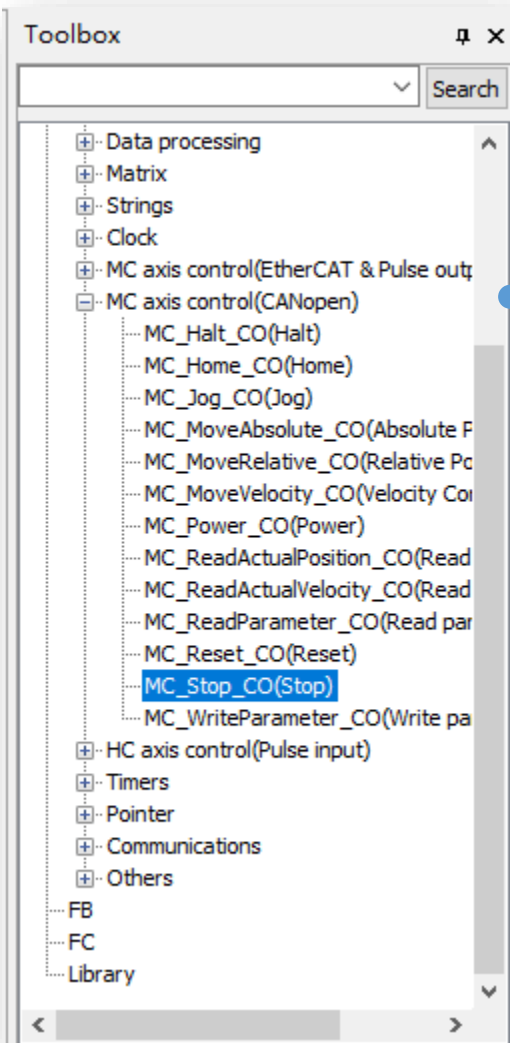 Toolbox
Search
Data processing
Matrix
Strings
Clock
MC axis control(EtherCAT & Pulse outp
MC axis control(CANopen)
MC_Halt_CO(Halt)
MC_Home_CO(Home)
MC_Jog_CO(Jog)
MC_MoveAbsolute_CO(Absolute P
MC_MoveRelative_CO(Relative Po
MC_MoveVelocity_CO(Velocity Con
MC_Power_CO(Power)
MC_ReadActualPosition_CO(Read
MC_ReadActualVelocity_CO(Read
MC_ReadParameter_CO(Read par
MC_Reset_CO(Reset)
MC_Stop_CO(Stop)
MC_WriteParameter_CO(Write pa
HC axis control(Pulse input)
Timers
Pointer
Communications
Others
FB
FC
Library